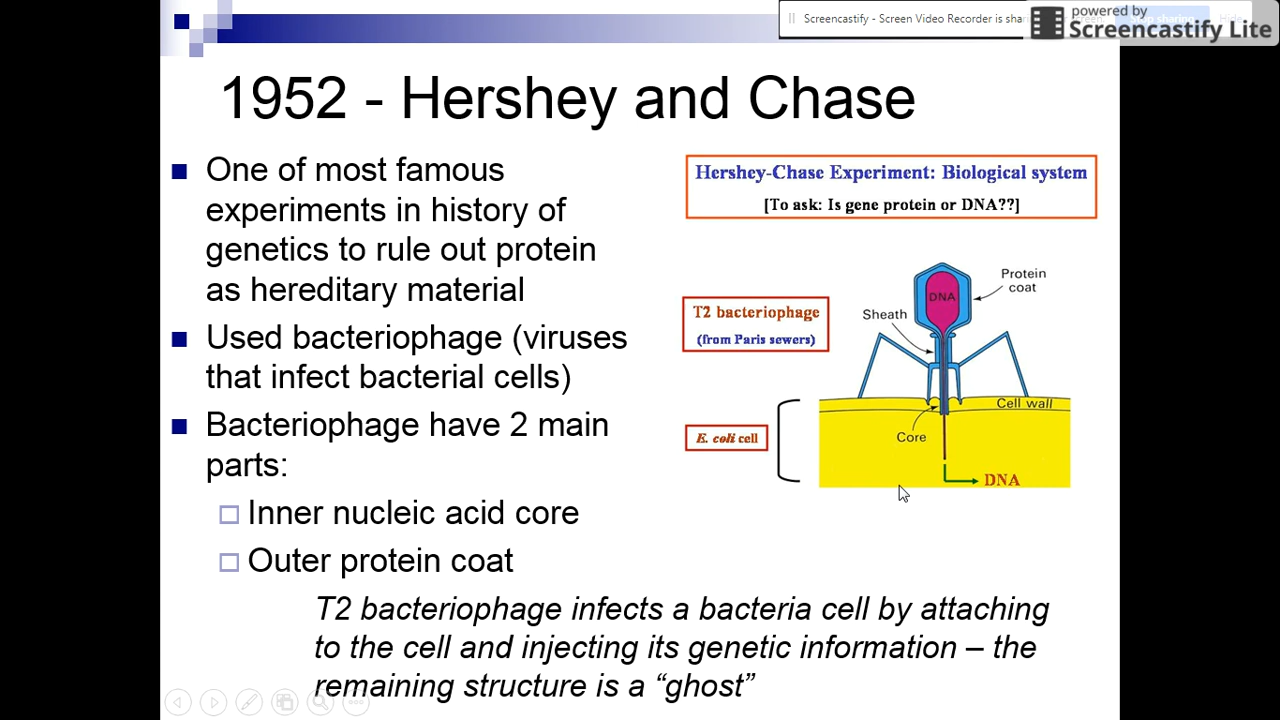 powered by
Screencastify Lite
Screencastify - Screen Video Recorder is
1952 - Hershey and Chase
One of most famous
experiments in history of
genetics to rule out protein
as hereditary material
Used bacteriophage (viruses
that infect bacterial cells)
Bacteriophage have 2 main
parts:
Inner nucleic acid core
Outer protein coat
T2 bacteriophage infects a bacteria cell by attaching
to the cell and injecting its genetic information – the
remaining structure is a “ghost”
Hershey-Chase Experiment: Biological system
[To ask: Is gene protein or DNA??]
T2 bacteriophage
(from Paris sewers)
E. coli cell
Protein
coat
DNA
Sheath
Cell wall
Core
DNA